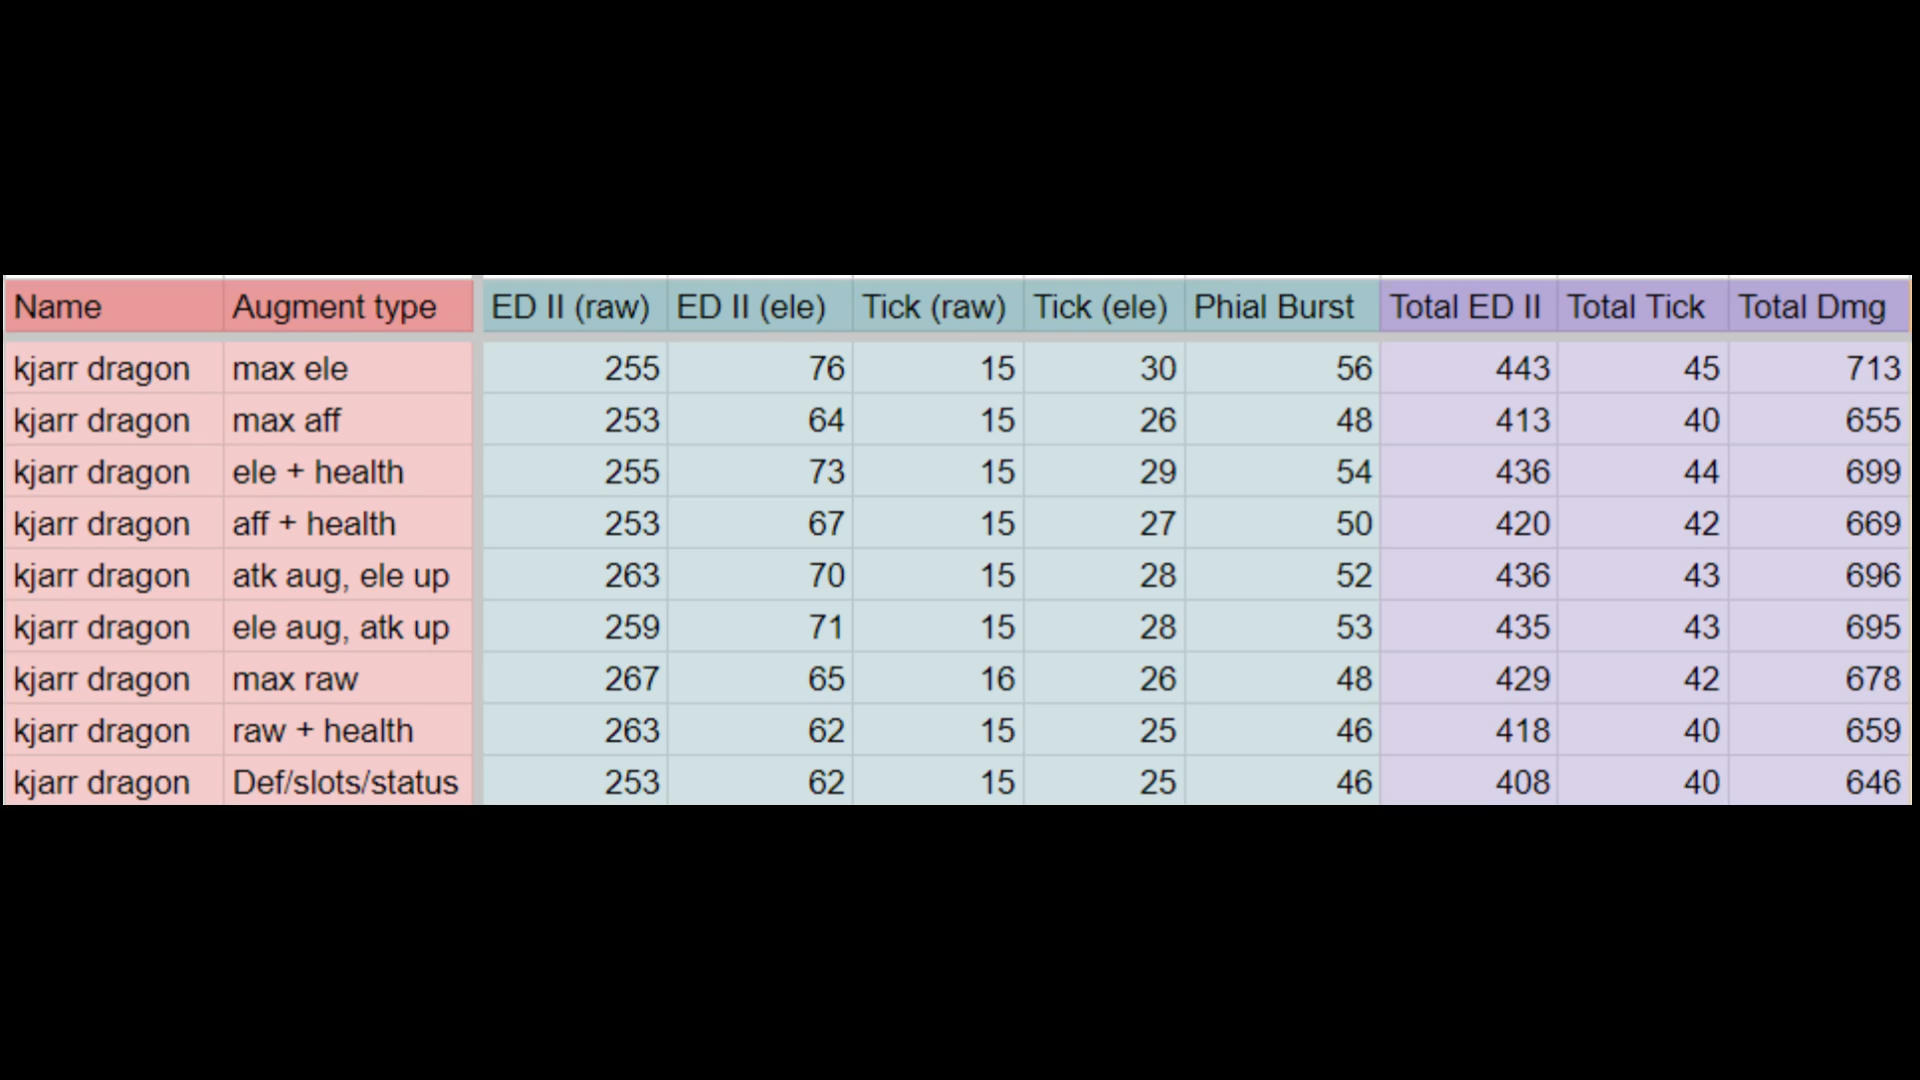 Name Augment type ED II (raw) ED II (ele) Tick (raw) Tick (ele) Phial Burst Total ED II Total Tick Total Dmg
kjarr dragon max ele 255 76 15 30 56 443 45 713
kjarr dragon max aff 253 64 15 26 48 413 40 655
kjarr dragon ele + health 255 73 15 29 54 436 44 699
kjarr dragon aff + health 253 67 15 27 50 420 42 669
kjarr dragon atk aug, ele up 263 70 15 28 52 436 43 696
kjarr dragon ele aug, atk up 259 71 15 28 53 435 43 695
kjarr dragon max raw 267 65 16 26 48 429 42 678
kjarr dragon raw + health 263 62 15 25 46 418 40 659
kjarr dragon Def/slots/status 253 62 15 25 46 408 40 646